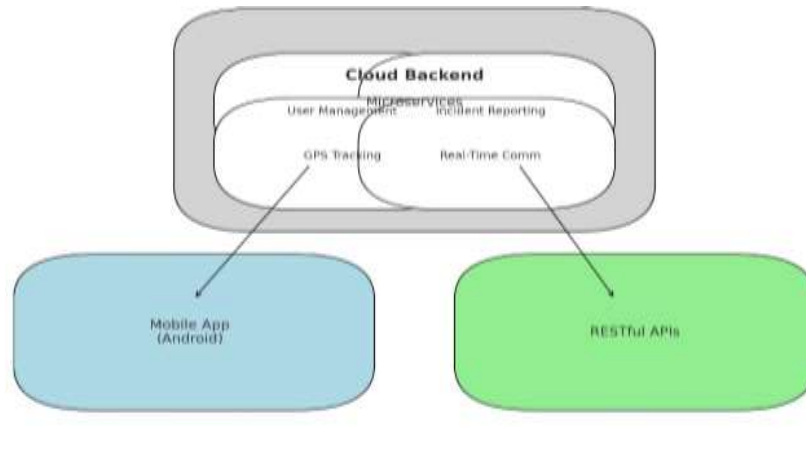 Cloud Backend
Microservices
User Management
Incident Reporting
GPS Tracking
Real-Time Comm
Mobile App
(Android)
RESTful APIs